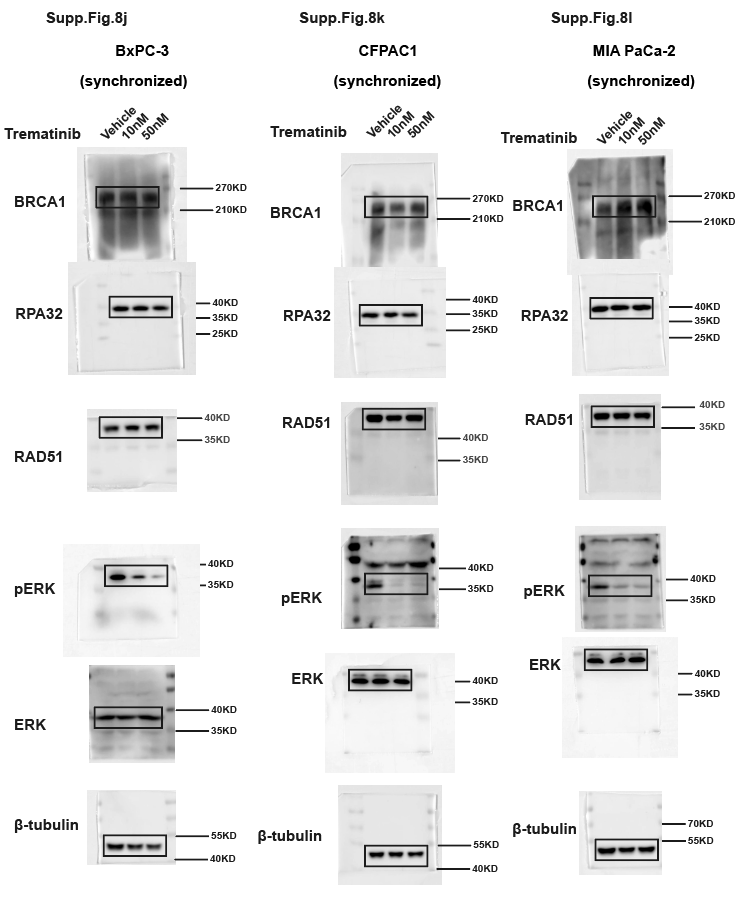 Supp.Fig.8j
BxPC-3
(synchronized)
Trematinib
Vehicle
10nM
50nM
BRCA1
270KD
210KD
RPA32
40KD
35KD
25KD
RAD51
40KD
35KD
pERK
40KD
35KD
ERK
40KD
35KD
β-tubulin
55KD
40KD
Supp.Fig.8k
CFPAC1
(synchronized)
Trematinib
Vehicle
10nM
50nM
BRCA1
270KD
210KD
RPA32
40KD
35KD
25KD
RAD51
40KD
35KD
pERK
40KD
35KD
ERK
40KD
35KD
β-tubulin
55KD
40KD
Supp.Fig.8l
MIA PaCa-2
(synchronized)
Trematinib
Vehicle
10nM
50nM
BRCA1
270KD
210KD
RPA32
40KD
35KD
25KD
RAD51
40KD
35KD
pERK
40KD
35KD
ERK
40KD
35KD
β-tubulin
70KD
55KD